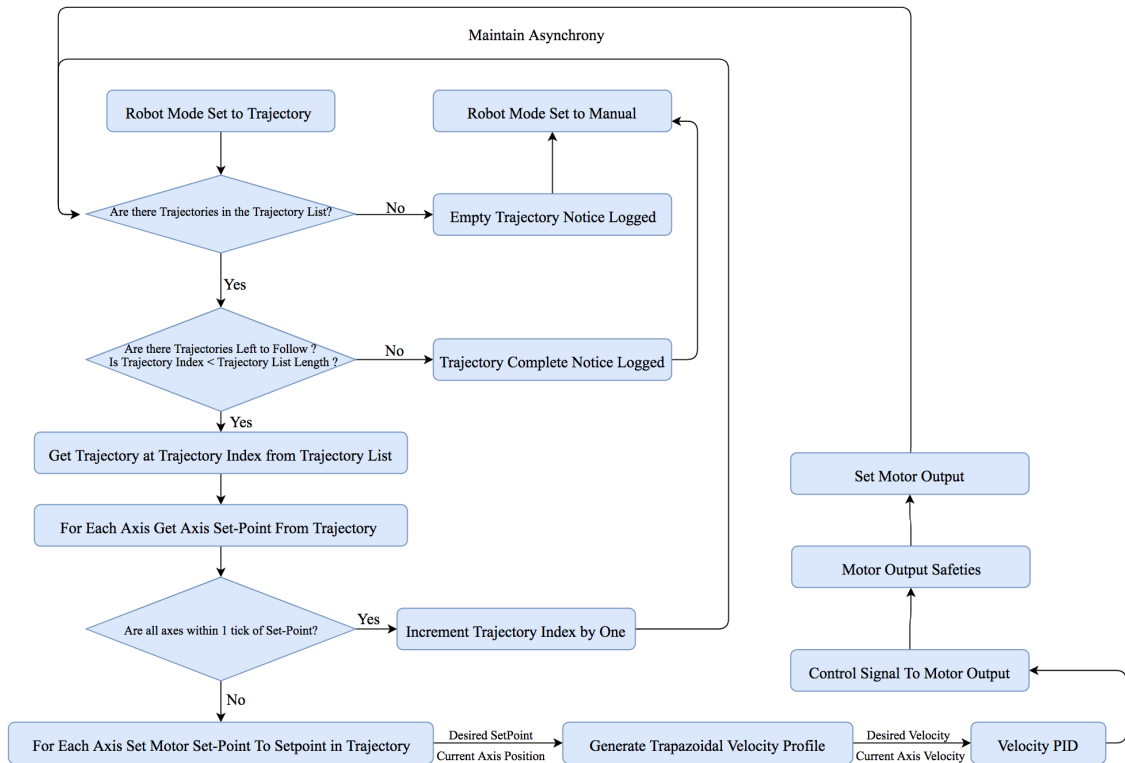 Maintain Asynchrony
Robot Mode Set to Trajectory
Robot Mode Set to Manual
Are there Trajectories in the Trajectory List?
No
Empty Trajectory Notice Logged
Yes
Are there Trajectories Left to Follow ?
Is Trajectory Index < Trajectory List Length ?
No
Trajectory Complete Notice Logged
Yes
Get Trajectory at Trajectory Index from Trajectory List
For Each Axis Get Axis Set-Point From Trajectory
Are all axes within 1 tick of Set-Point?
Yes
Increment Trajectory Index by One
No
For Each Axis Set Motor Set-Point To Setpoint in Trajectory
Desired SetPoint
Current Axis Position
Generate Trapazoidal Velocity Profile
Desired Velocity
Current Axis Velocity
Velocity PID
Control Signal To Motor Output
Motor Output Safeties
Set Motor Output